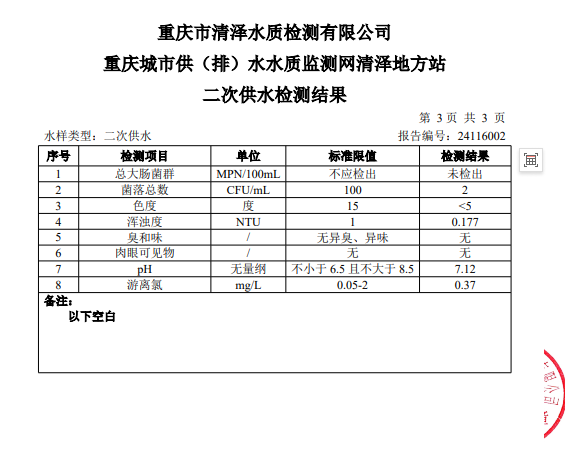 重庆市清泽水质检测有限公司
重庆城市供（排）水水质监测网清泽地方站
二次供水检测结果
第 3 页 共 3 页
水样类型：二次供水 报告编号：24116002
序号 检测项目 单位 标准限值 检测结果
1 总大肠菌群 MPN/100mL 不应检出 未检出
2 菌落总数 CFU/mL 100 2
3 色度 度 15 <5
4 浑浊度 NTU 1 0.177
5 臭和味 / 无异臭、异味 无
6 肉眼可见物 / 无 无
7 pH 无量纲 不小于 6.5 且不大于 8.5 7.12
8 游离氯 mg/L 0.05-2 0.37
备注：
以下空白